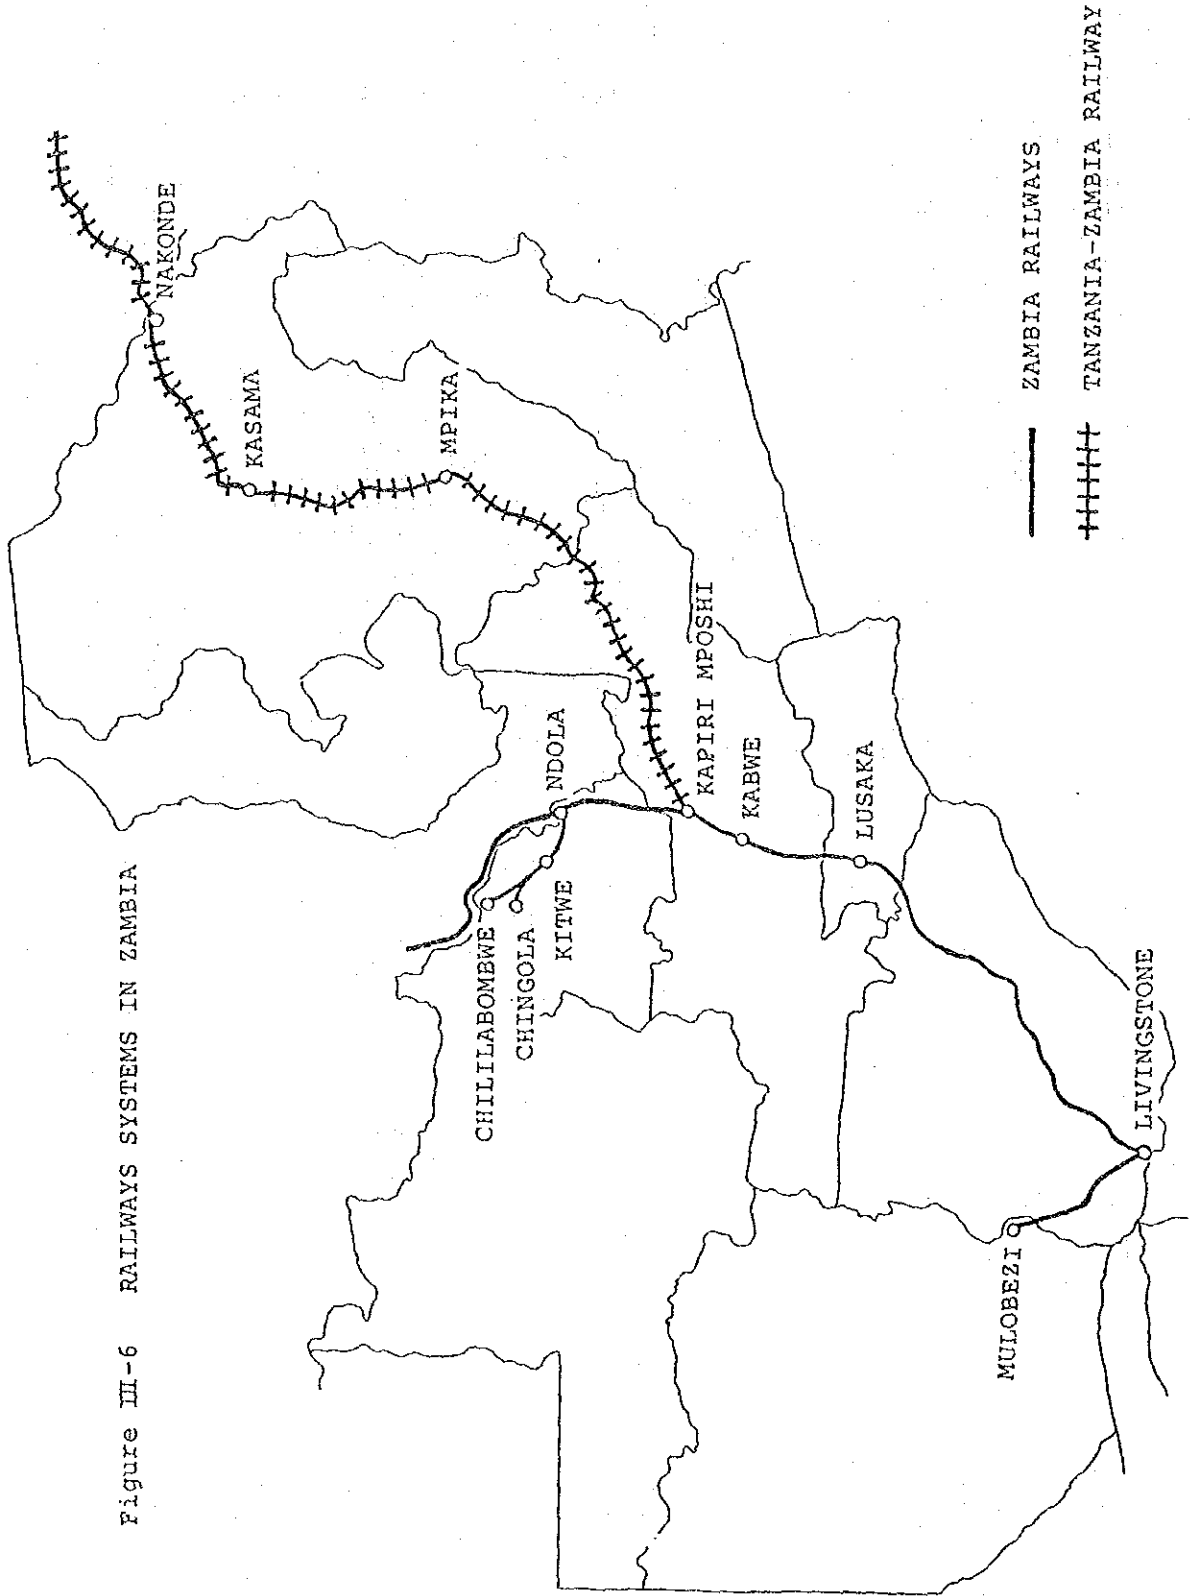 Figure III-6 RAILWAYS SYSTEMS IN ZAMBIA
NAKONDE
KASAMA
MPIKA
NDOLA
CHILILABOMBWE
CHINGOLA
KITWE
KAPIRI MPOSHI
KABWE
LUSAKA
MULOBEZI
LIVINGSTONE
ZAMBIA RAILWAYS
TANZANIA-ZAMBIA RAILWAY